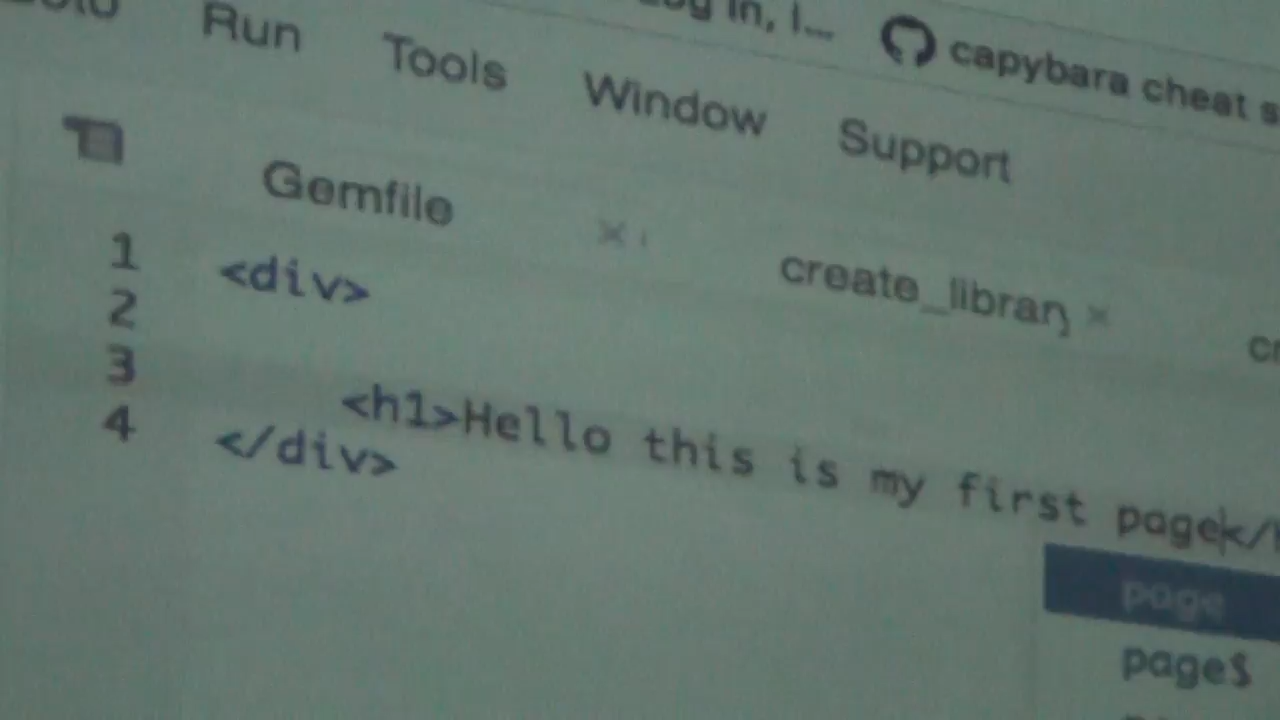 Run Tools Window Support
capybara cheat
Gemfile
create_library
1 <div>
2
3 <h1>Hello this is my first page</
4 </div>
page
page$